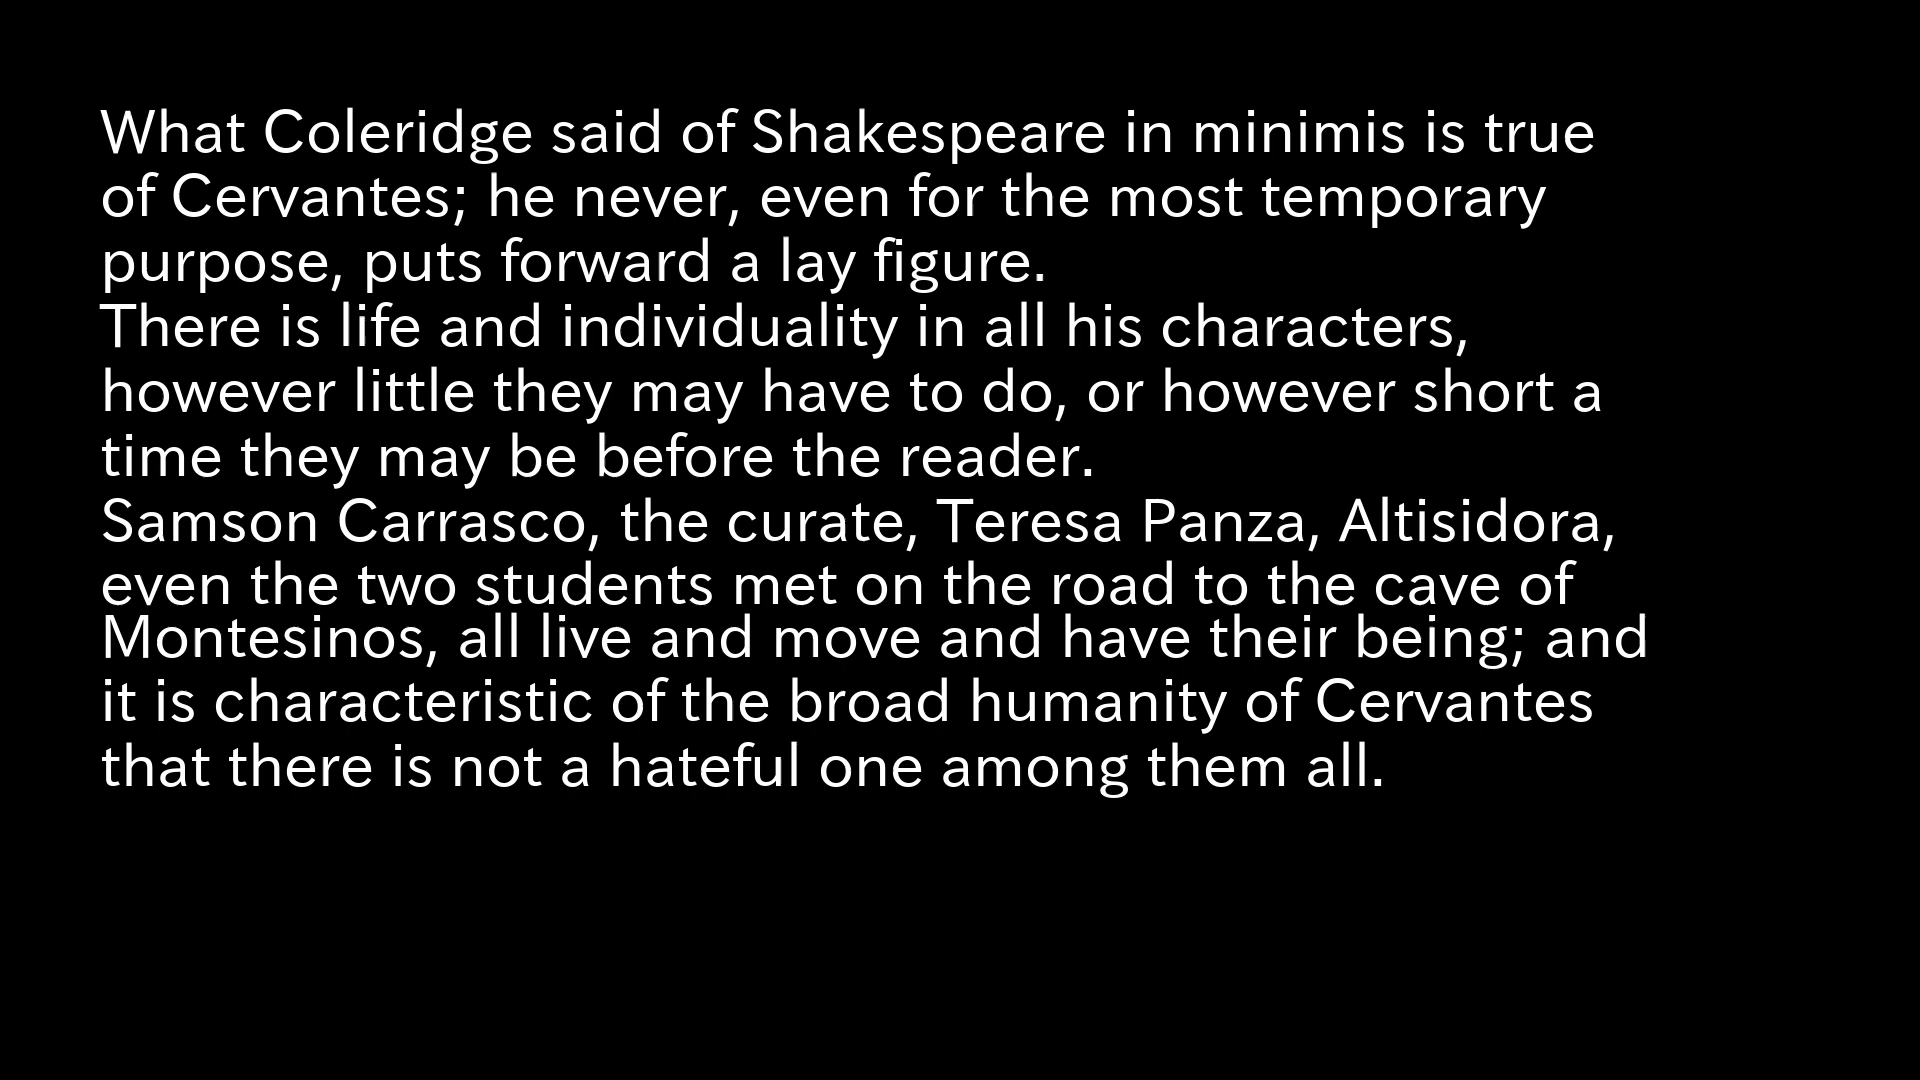 What Coleridge said of Shakespeare in minimis is true
of Cervantes; he never, even for the most temporary
purpose, puts forward a lay figure.
There is life and individuality in all his characters,
however little they may have to do, or however short a
time they may be before the reader.
Samson Carrasco, the curate, Teresa Panza, Altisidora,
even the two students met on the road to the cave of
Montesinos, all live and move and have their being; and
it is characteristic of the broad humanity of Cervantes
that there is not a hateful one among them all.